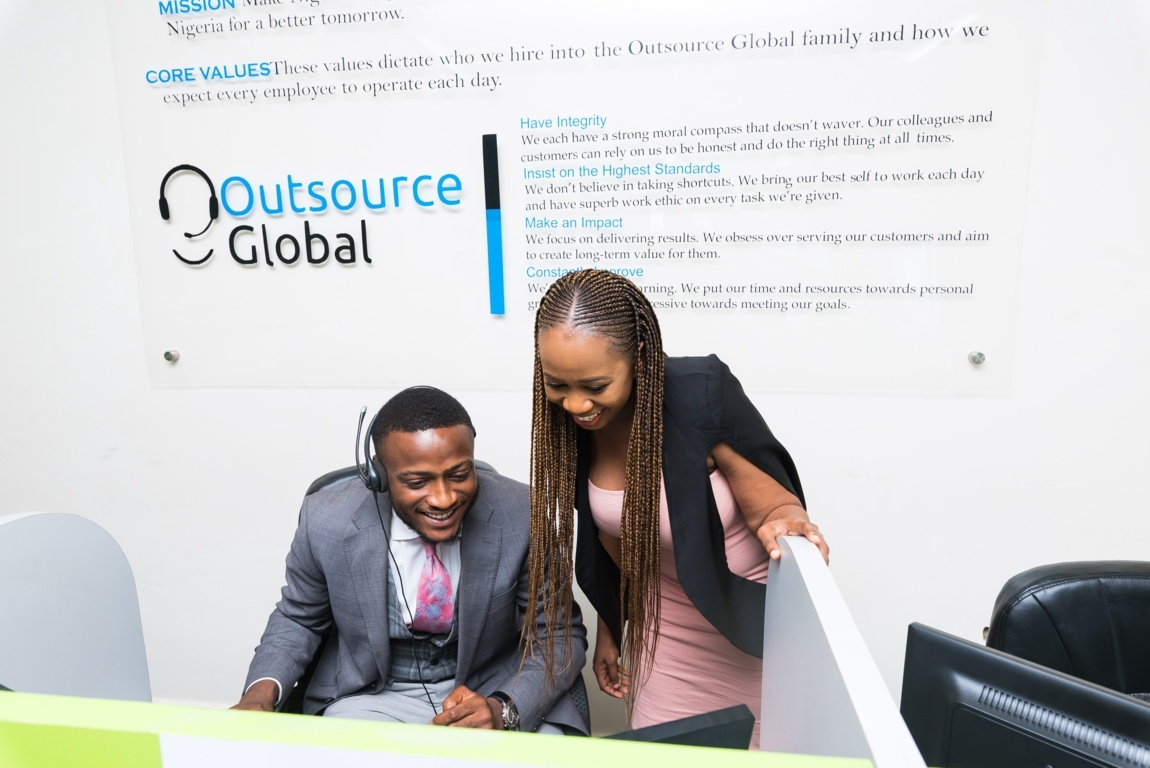 MISSION Make
Nigeria for a better tomorrow.
CORE VALUES These values dictate who we hire into the Outsource Global family and how we
expect every employee to operate each day.
Have Integrity
We each have a strong moral compass that doesn't waver. Our colleagues and
customers can rely on us to be honest and do the right thing at all times.
Insist on the Highest Standards
We don't believe in taking shortcuts. We bring our best self to work each day
and have superb work ethic on every task we're given.
Make an Impact
We focus on delivering results. We obsess over serving our customers and aim
to create long-term value for them.
Constantly Improve
We put our time and resources towards personal
towards meeting our goals.
Outsource
Global